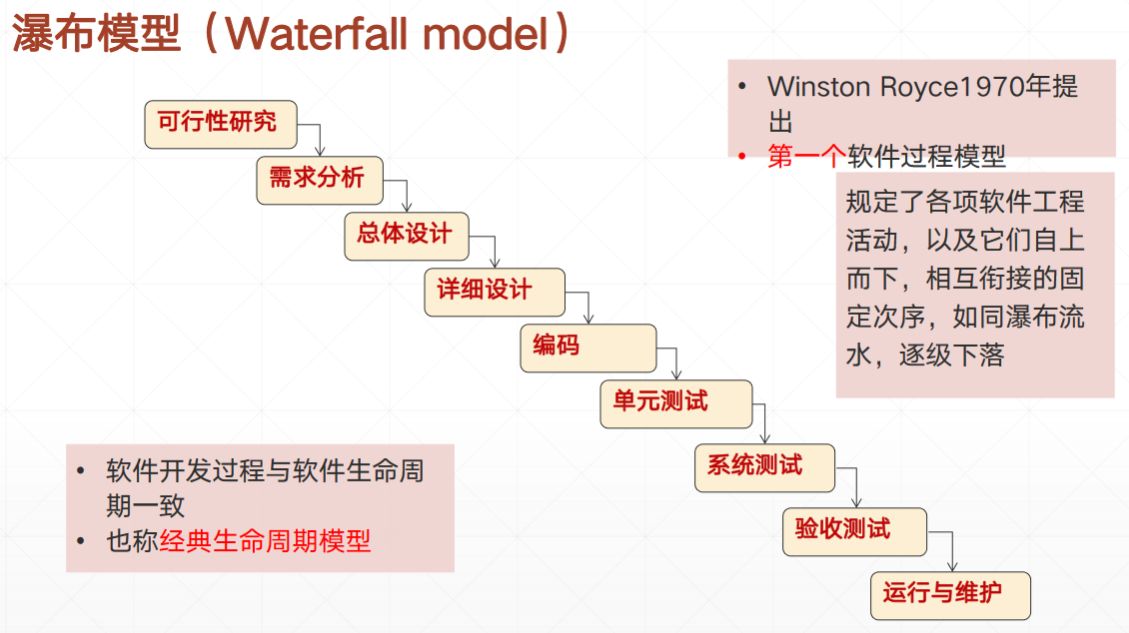 瀑布模型（Waterfall model）
• Winston Royce1970年提
出
• 第一个软件过程模型
规定了各项软件工程
活动，以及它们自上
而下，相互衔接的固
定次序，如同瀑布流
水，逐级下落
可行性研究
需求分析
总体设计
详细设计
编码
单元测试
系统测试
验收测试
运行与维护
• 软件开发过程与软件生命周
期一致
• 也称经典生命周期模型